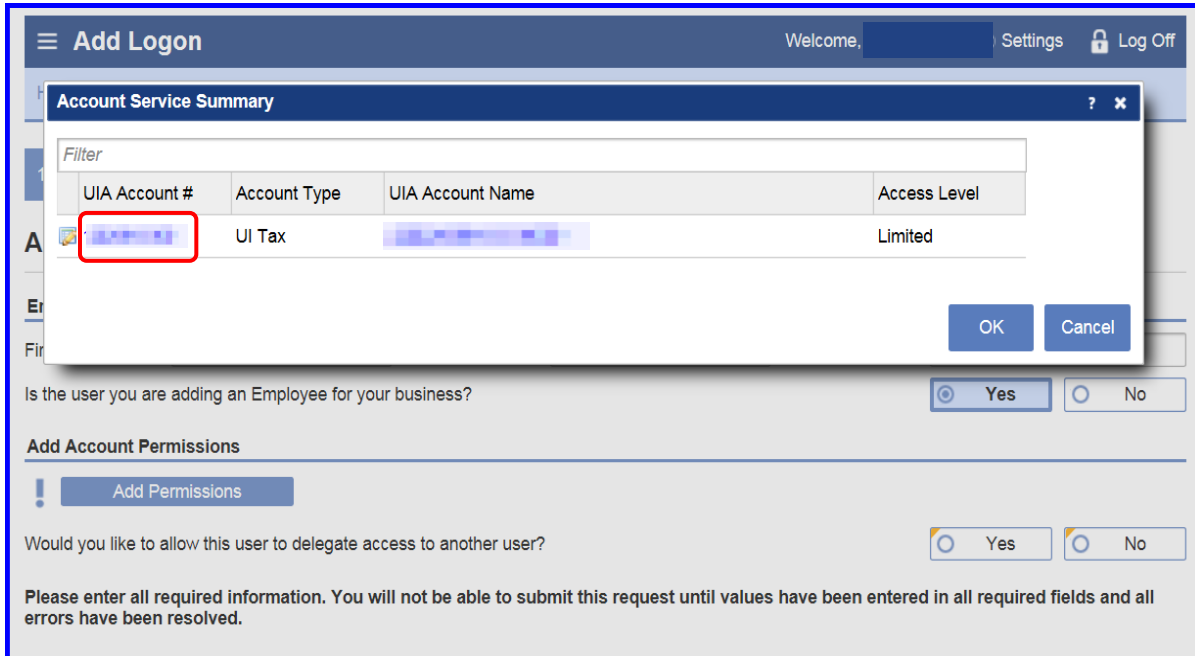 Add Logon
Welcome,
Settings
Log Off
Account Service Summary
? ×
Filter
UIA Account # Account Type UIA Account Name Access Level
UI Tax Limited
OK Cancel
Is the user you are adding an Employee for your business? Yes No
Add Account Permissions
! Add Permissions
Would you like to allow this user to delegate access to another user? Yes No
Please enter all required information. You will not be able to submit this request until values have been entered in all required fields and all
errors have been resolved.